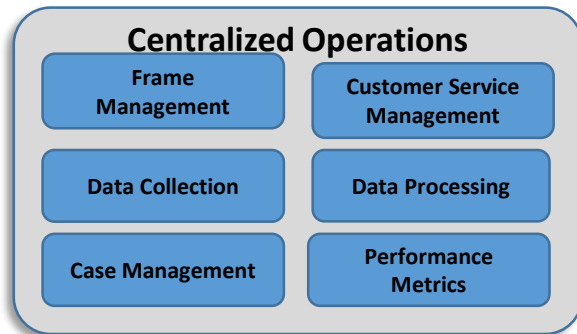 Centralized Operations
Frame
Management
Customer Service
Management
Data Collection
Data Processing
Case Management
Performance
Metrics